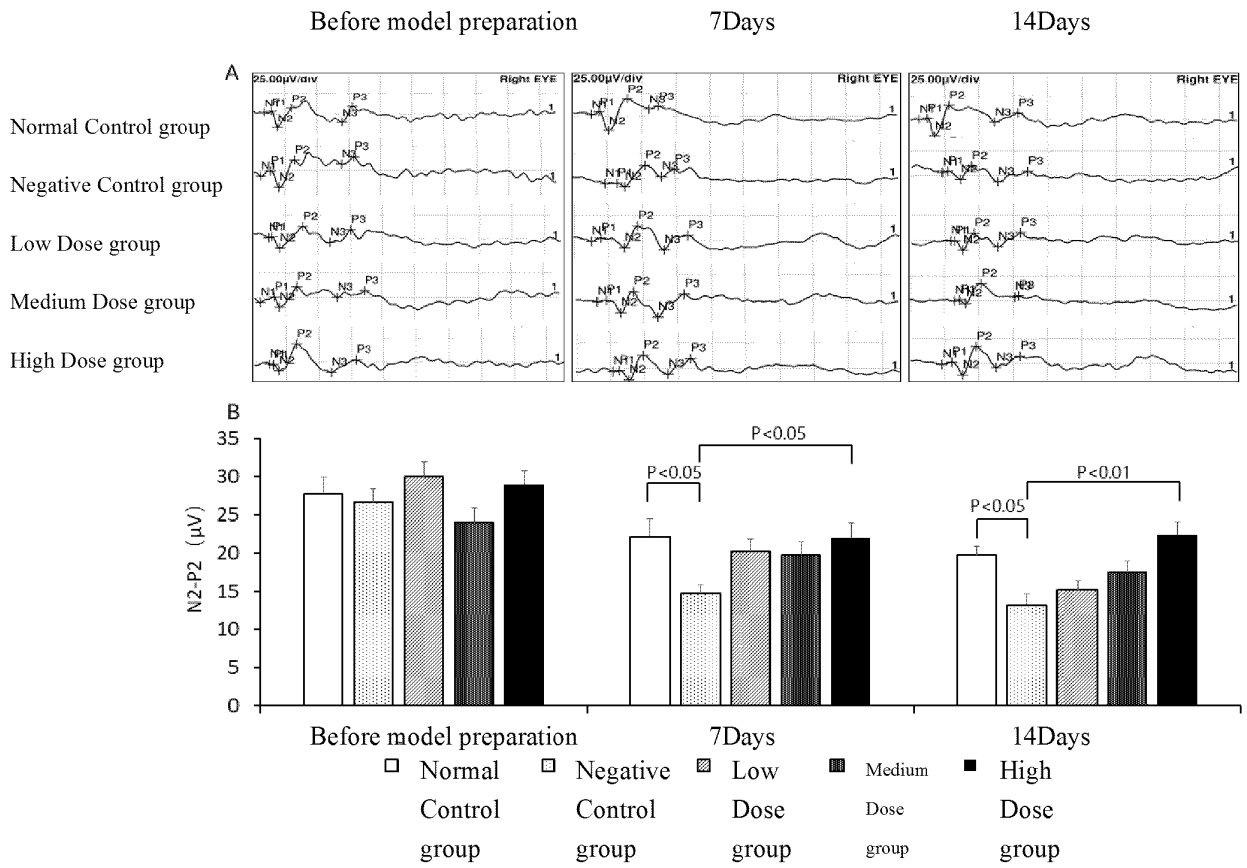 Before model preparation 7Days 14Days
A
25.00μV/div Right EYE 25.00μV/div Right EYE 25.00μV/div Right EYE
Normal Control group
Negative Control group
Low Dose group
Medium Dose group
High Dose group
B
N2-P2 (μV)
35
30
25
20
15
10
5
0
P<0.05
P<0.05
P<0.01
P<0.05
Before model preparation 7Days 14Days
Normal Negative Low Medium High
Control Control Dose Dose Dose
group group group group group